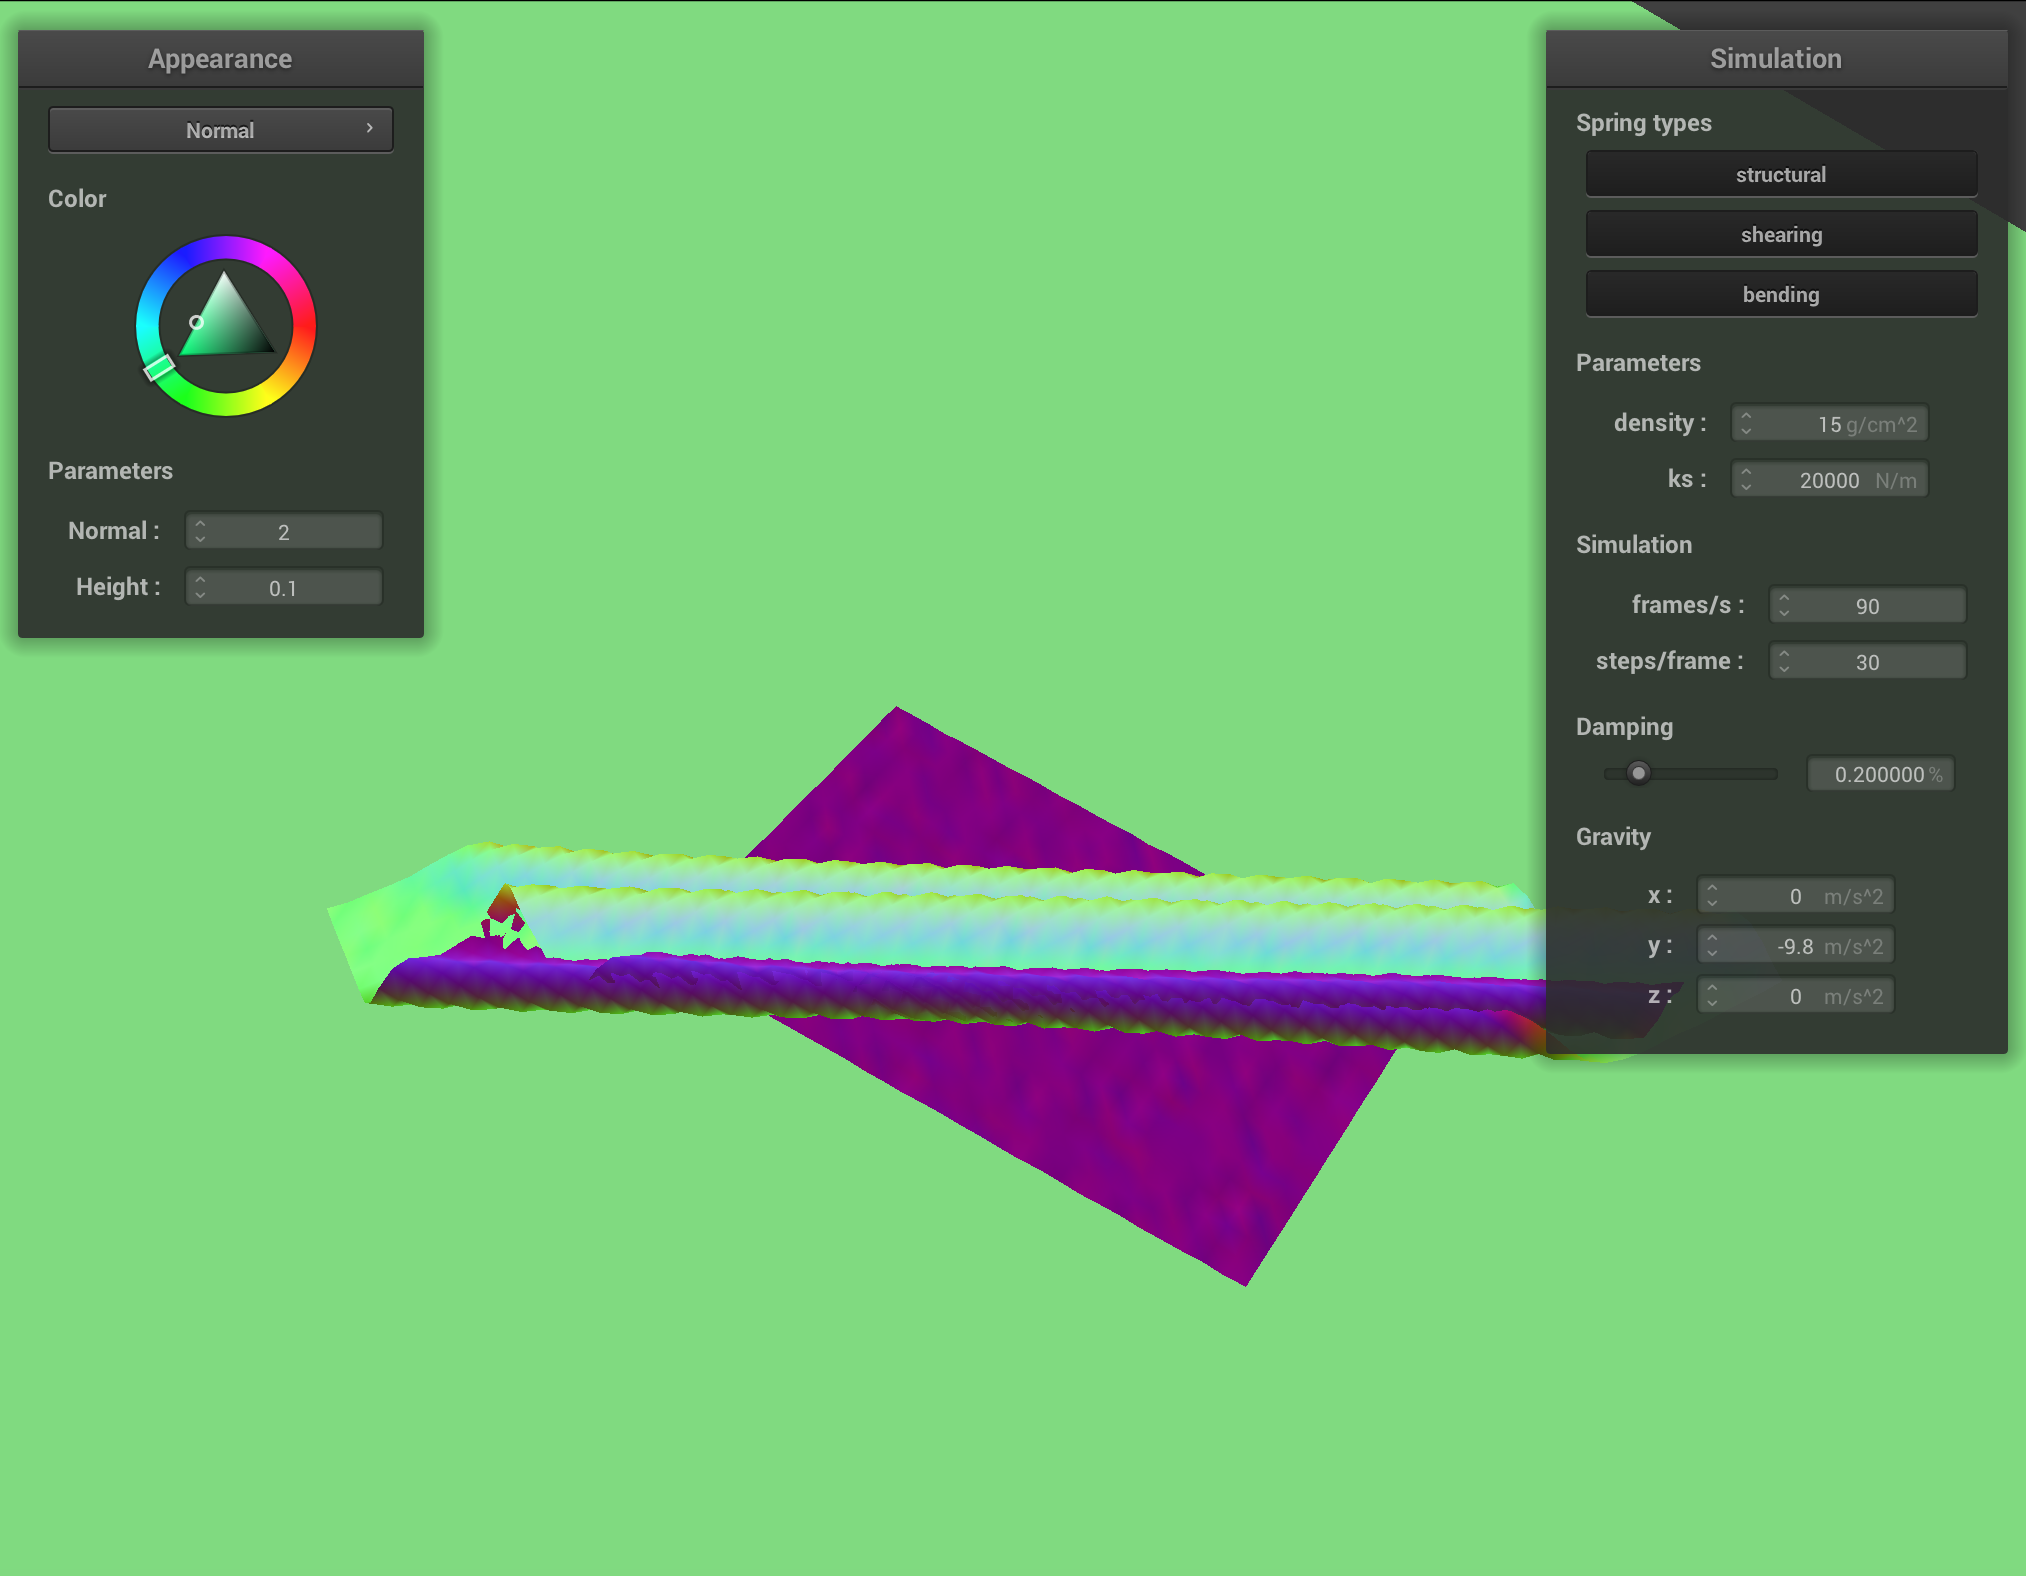 Appearance
Normal
Color
Parameters
Normal : 2
Height : 0.1
Simulation
Spring types
structural
shearing
bending
Parameters
density : 15 g/cm^2
ks : 20000 N/m
Simulation
frames/s : 90
steps/frame : 30
Damping
0.200000 %
Gravity
x : 0 m/s^2
y : -9.8 m/s^2
z : 0 m/s^2